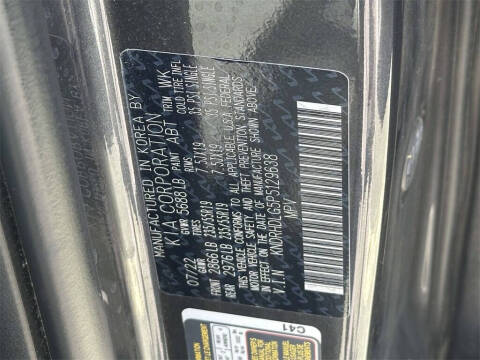 MANUFACTURED IN KOREA BY
KIA CORPORATION
07/22 GVWR 5688LB PAINT ABT TRIM WK
GAWR TIRES RIMS COLD TIRE INFL
FRONT 2866LB 235/55R19 7.5JX19 35 PSI SINGLE
REAR 2976LB 235/55R19 7.5JX19 35 PSI SINGLE
THIS VEHICLE CONFORMS TO ALL APPLICABLE U.S.A FEDERAL
MOTOR VEHICLE SAFETY AND THEFT PREVENTION STANDARDS
IN EFFECT ON THE DATE OF MANUFACTURE SHOWN ABOVE.
V.I.N KNDRHDLG6P5129638
MPV
C41